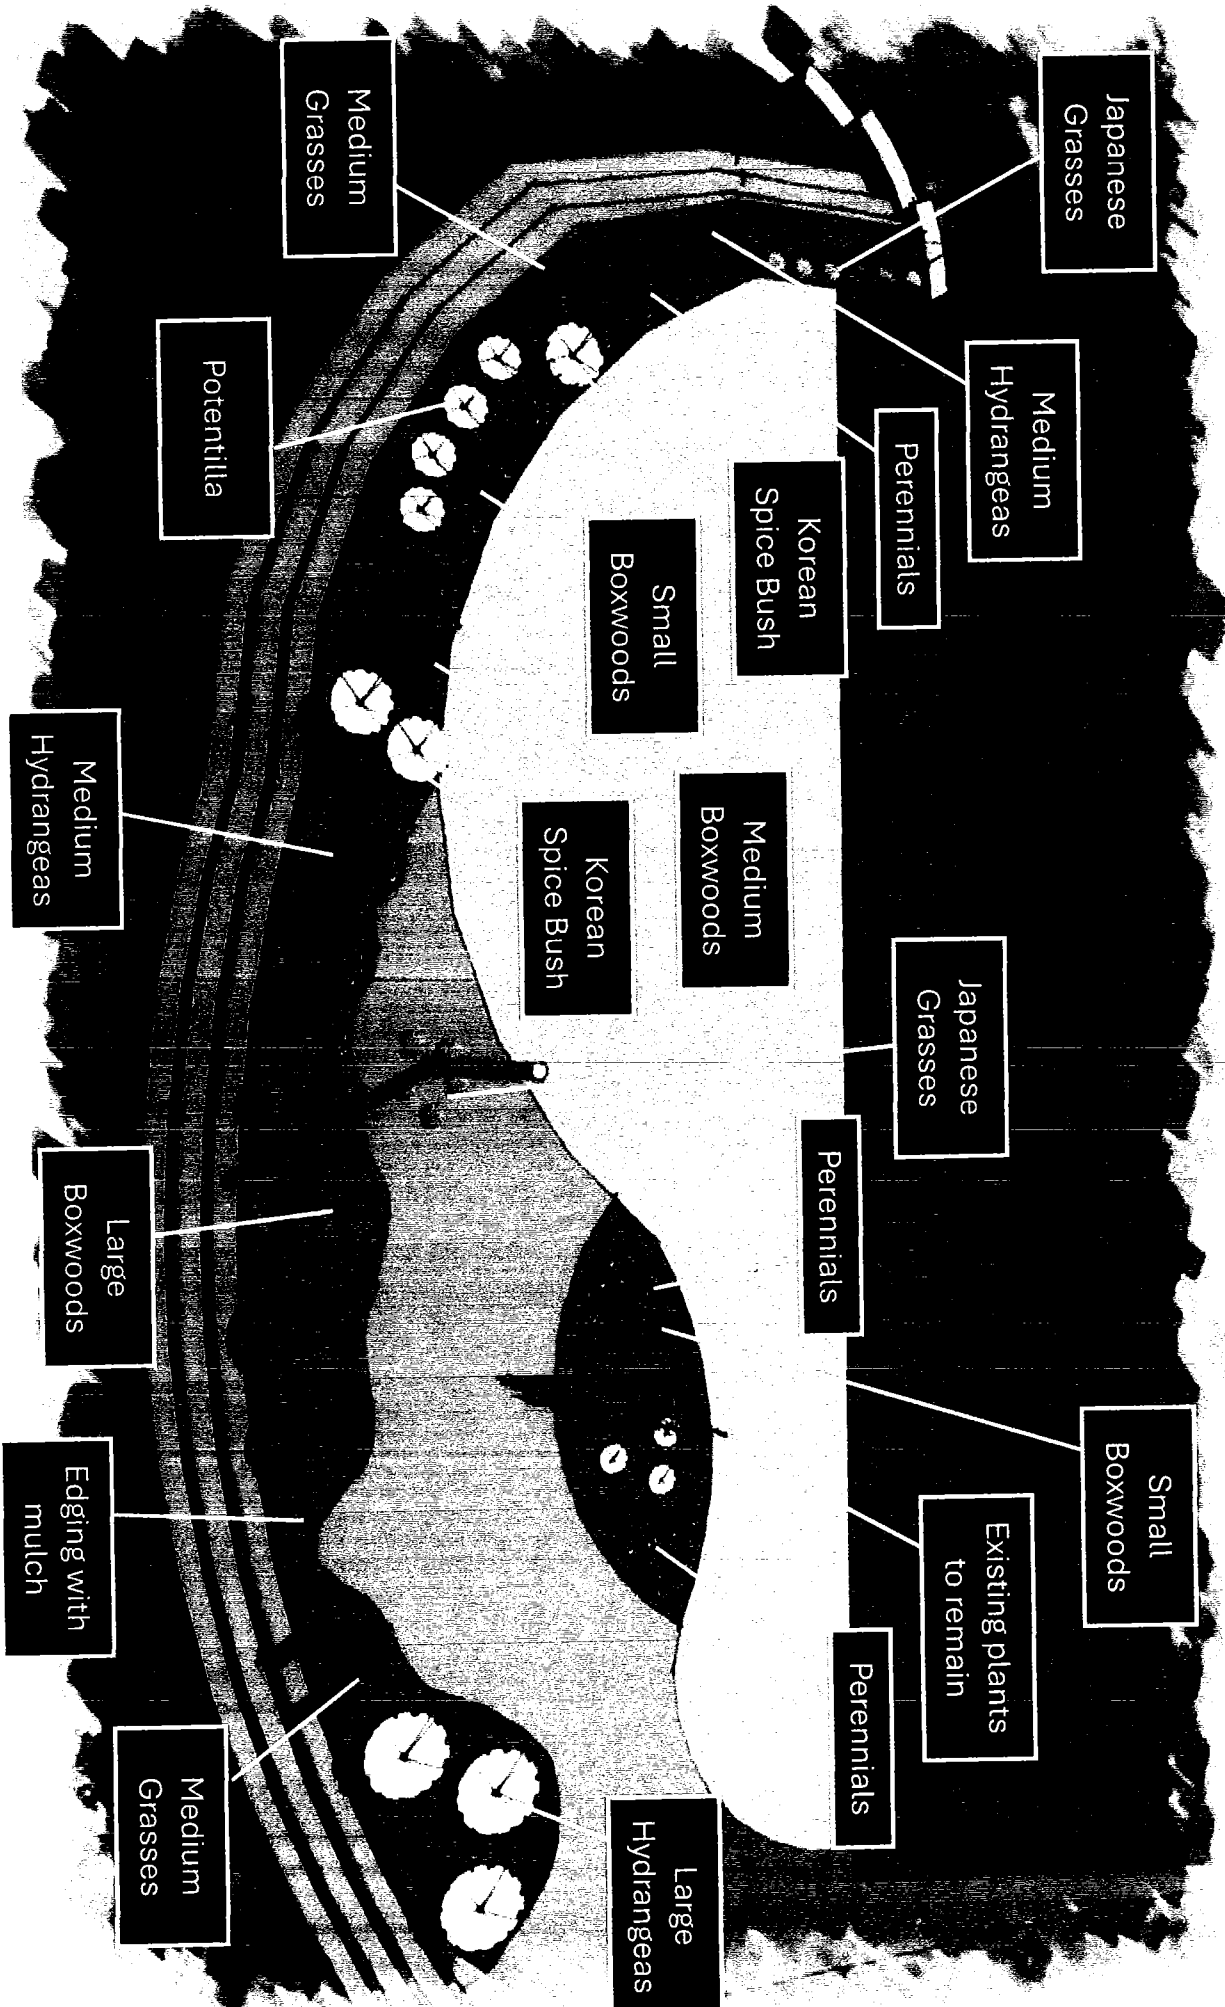 Japanese
Grasses
Small
Boxwoods
Medium
Hydrangeas
Existing plants
to remain
Japanese
Grasses
Perennials
Perennials
Perennials
Korean
Spice Bush
Medium
Boxwoods
Small
Boxwoods
Large
Hydrangeas
Korean
Spice Bush
Medium
Grasses
Potentilla
Medium
Grasses
Large
Boxwoods
Medium
Hydrangeas
Edging with
mulch